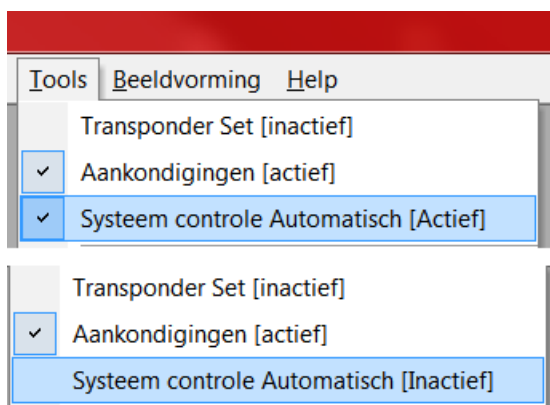 Tools Beeldvorming Help
Transponder Set [inactief]
Aankondigingen [actief]
Systeem controle Automatisch [Actief]
Transponder Set [inactief]
Aankondigingen [actief]
Systeem controle Automatisch [Inactief]